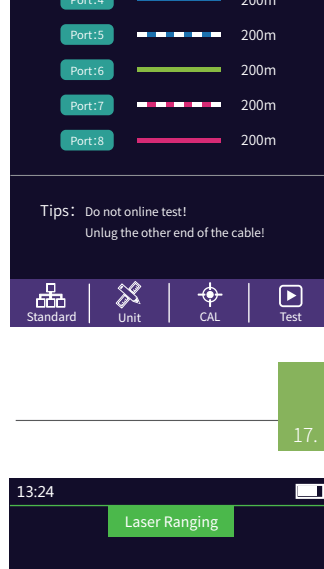 Port:4 200m
Port:5 200m
Port:6 200m
Port:7 200m
Port:8 200m
Tips: Do not online test!
Unlug the other end of the cable!
Standard Unit CAL Test
17.
13:24
Laser Ranging